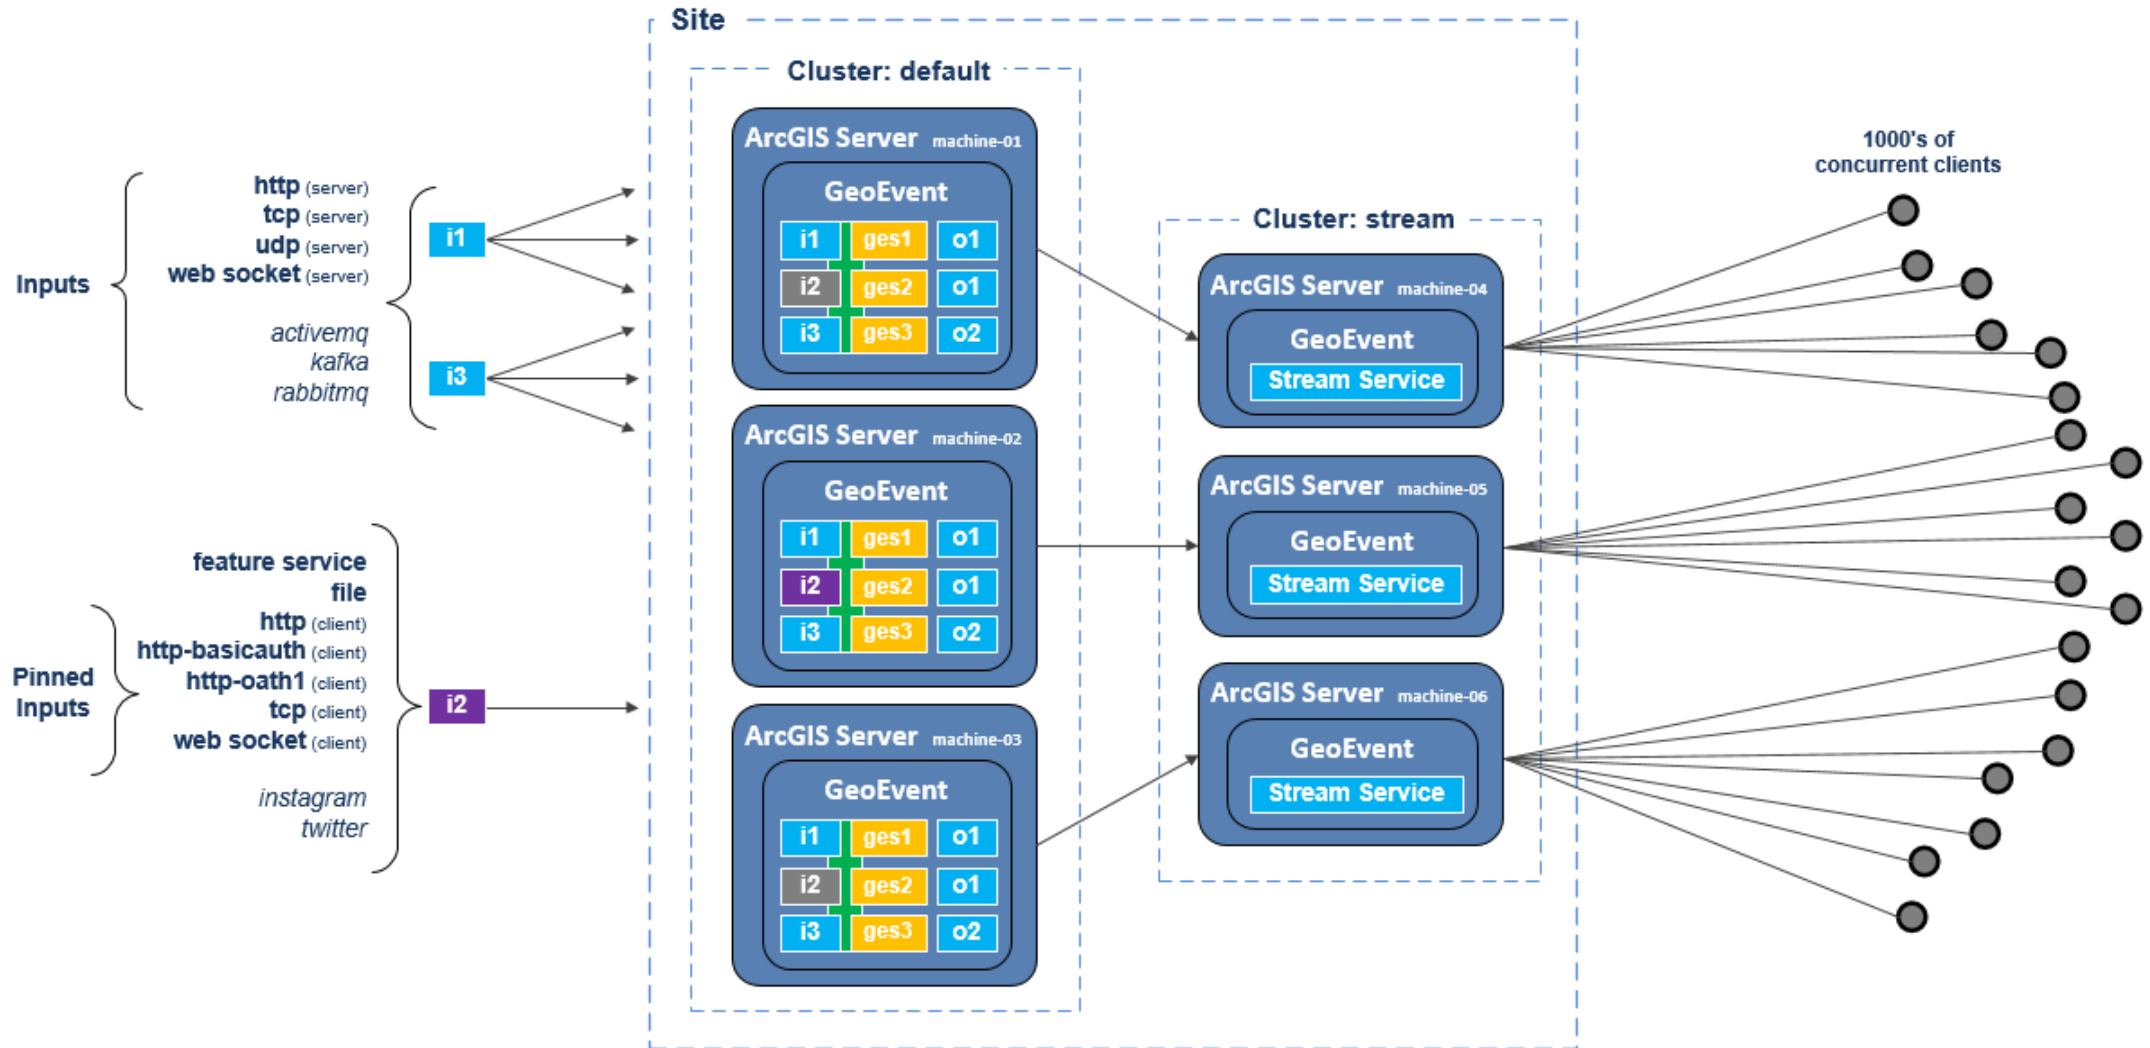 Site
Cluster: default
ArcGIS Server machine-01
GeoEvent
i1 ges1 o1
i2 ges2 o1
i3 ges3 o2
ArcGIS Server machine-02
GeoEvent
i1 ges1 o1
i2 ges2 o1
i3 ges3 o2
ArcGIS Server machine-03
GeoEvent
i1 ges1 o1
i2 ges2 o1
i3 ges3 o2
Inputs
http (server)
tcp (server)
udp (server)
web socket (server)
activemq
kafka
rabbitmq
i1
i3
Pinned
Inputs
feature service
file
http (client)
http-basicauth (client)
http-oath1 (client)
tcp (client)
web socket (client)
instagram
twitter
i2
Cluster: stream
ArcGIS Server machine-04
GeoEvent
Stream Service
ArcGIS Server machine-05
GeoEvent
Stream Service
ArcGIS Server machine-06
GeoEvent
Stream Service
1000's of
concurrent clients